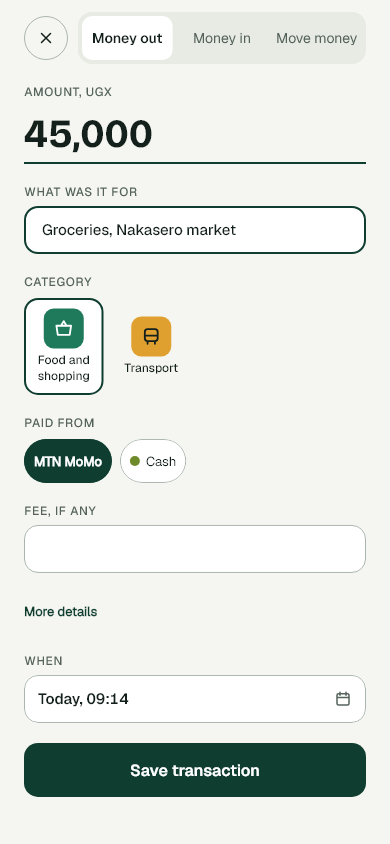 Money out
Money in
Move money
AMOUNT, UGX
45,000
WHAT WAS IT FOR
Groceries, Nakasero market
CATEGORY
Food and
shopping
Transport
PAID FROM
MTN MoMo
Cash
FEE, IF ANY
More details
WHEN
Today, 09:14
Save transaction